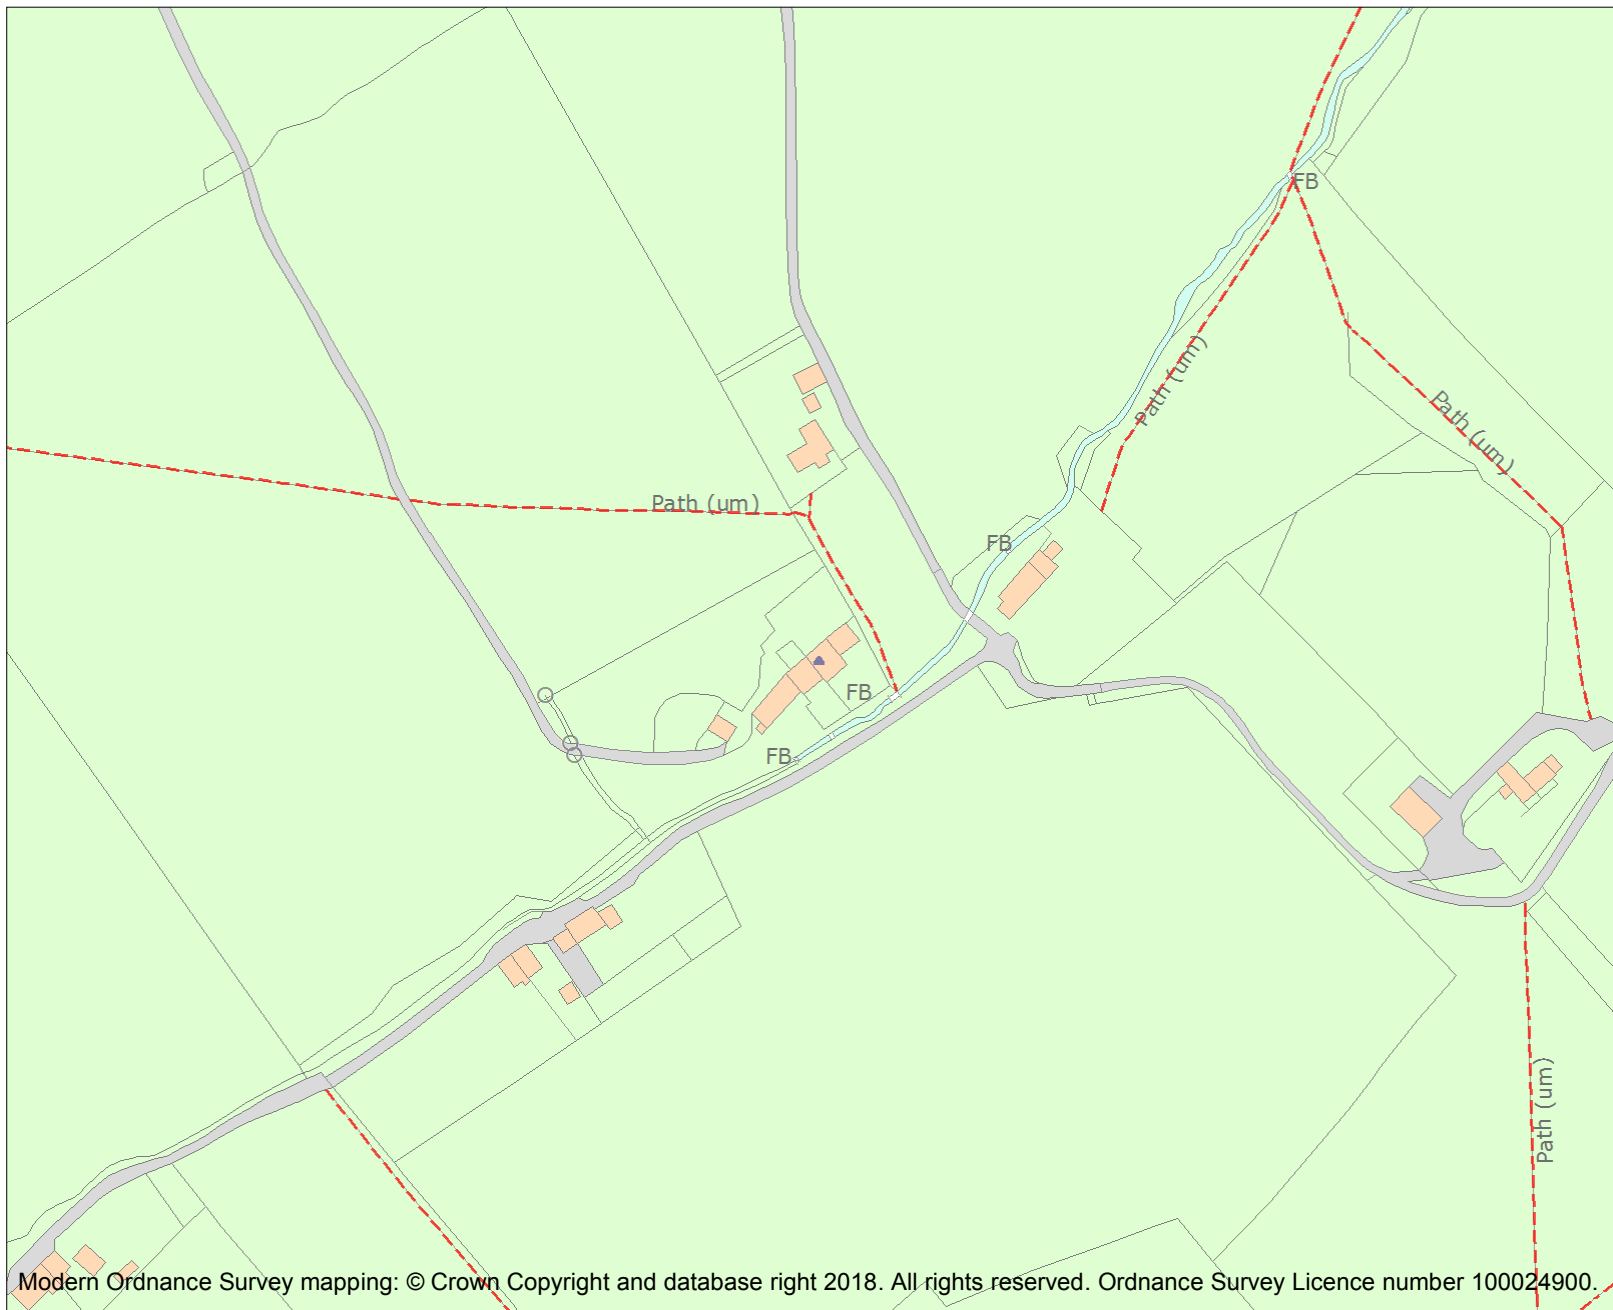 FB
Path (um)
Path (um)
Path (um)
FB
FB
FB
Path (um)
Modern Ordnance Survey mapping: © Crown Copyright and database right 2018. All rights reserved. Ordnance Survey Licence number 100024900.